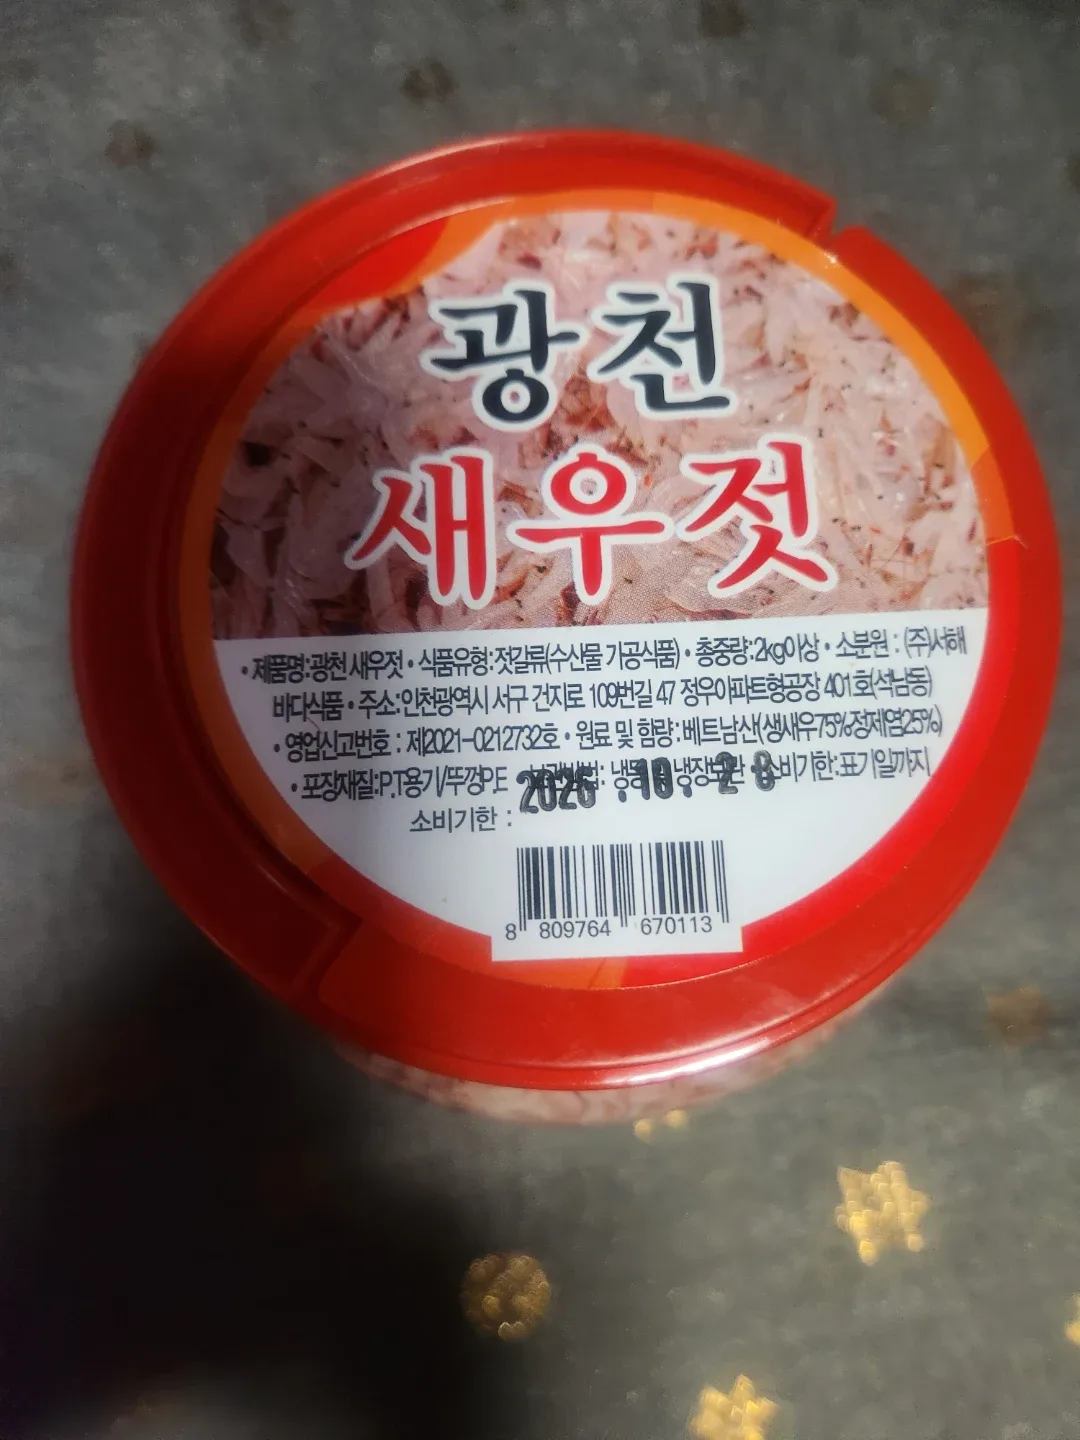 광천
새우젓
• 제품명:광천 새우젓 • 식품유형:젓갈류(수산물 가공식품) • 총중량:2kg이상 • 소분원 : (주)서해
바다식품 • 주소:인천광역시 서구 건지로 109번길 47 정우아파트형공장 401호(석남동)
• 영업신고번호 : 제2021-0212732호 • 원료 및 함량 : 베트남산(생새우75%정제염25%)
• 포장재질:P.T용기/뚜껑P.E 냉장보관 • 소비기한:표기일까지
2026.10.28
소비기한 :
8 809764 670113